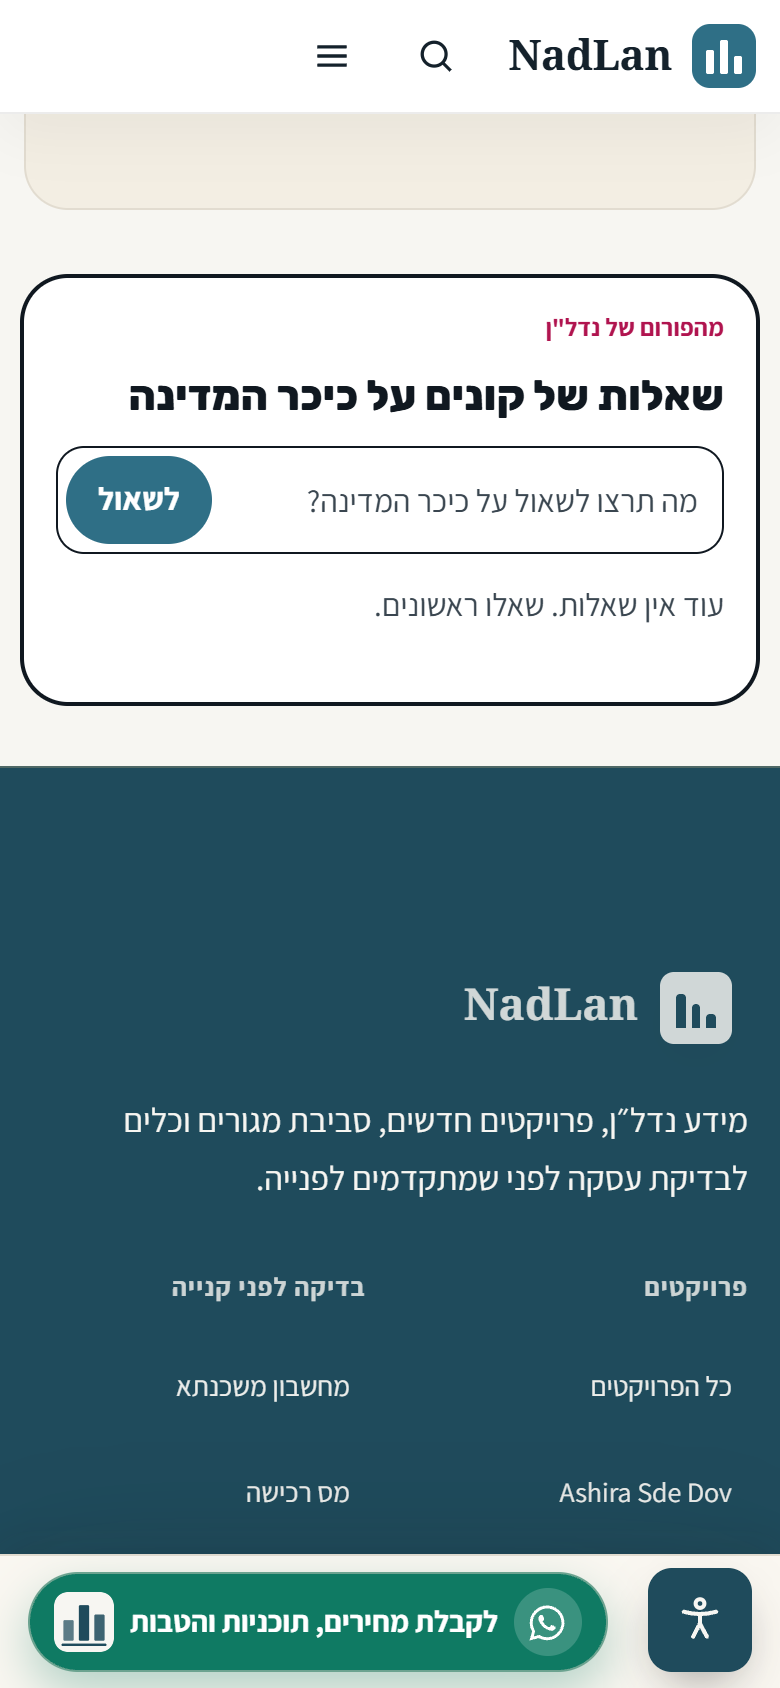 NadLan
מהפורום של נדל"ן
שאלות של קונים על כיכר המדינה
מה תרצו לשאול על כיכר המדינה?
לשאול
עוד אין שאלות. שאלו ראשונים.
NadLan
מידע נדל״ן, פרויקטים חדשים, סביבת מגורים וכלים
לבדיקת עסקה לפני שמתקדמים לפנייה.
פרויקטים
בדיקה לפני קנייה
כל הפרויקטים
מחשבון משכנתא
Ashira Sde Dov
מס רכישה
לקבלת מחירים, תוכניות והטבות